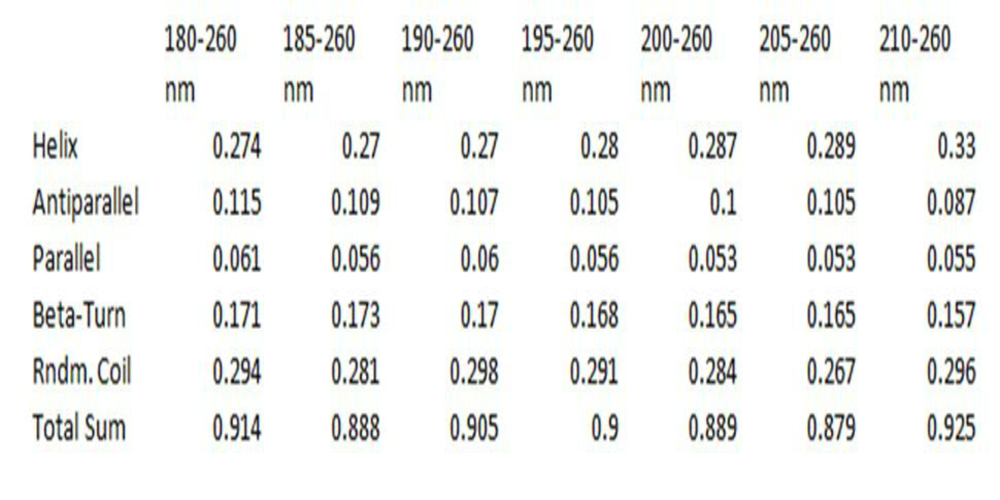 180-260 185-260 190-260 195-260 200-260 205-260 210-260
nm nm nm nm nm nm nm
Helix 0.274 0.27 0.27 0.28 0.287 0.289 0.33
Antiparallel 0.115 0.109 0.107 0.105 0.1 0.105 0.087
Parallel 0.061 0.056 0.06 0.056 0.053 0.053 0.055
Beta-Turn 0.171 0.173 0.17 0.168 0.165 0.165 0.157
Rndm. Coil 0.294 0.281 0.298 0.291 0.284 0.267 0.296
Total Sum 0.914 0.888 0.905 0.9 0.889 0.879 0.925